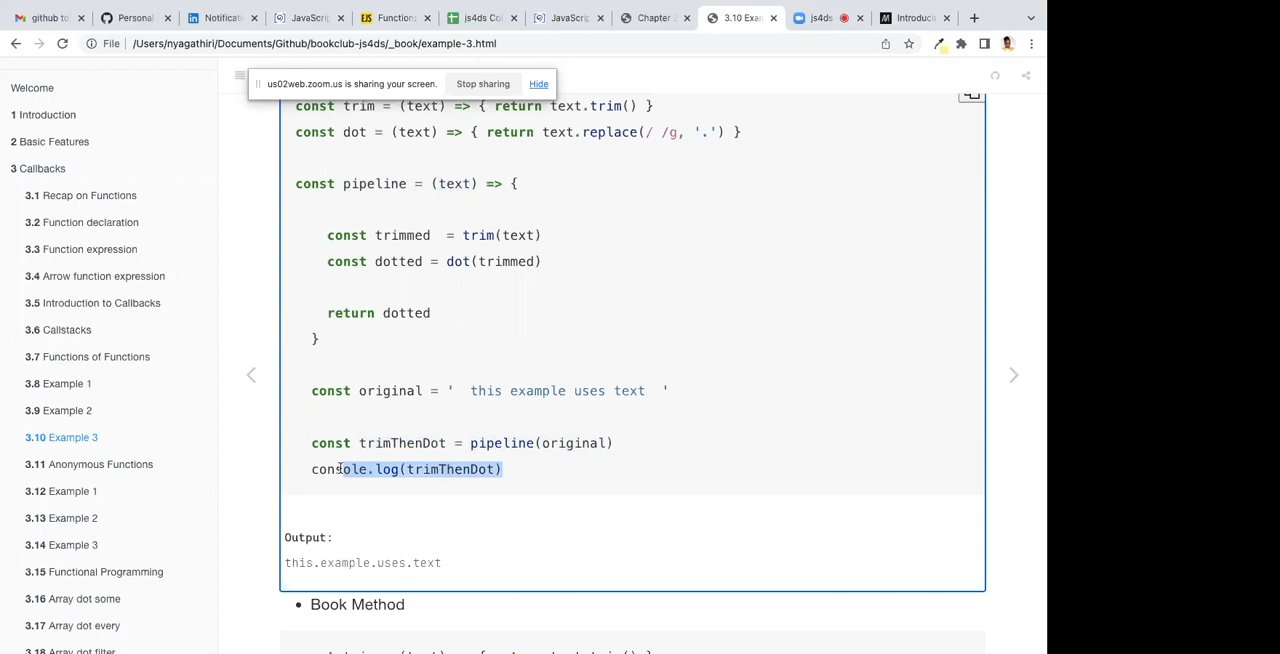 github to
Personal
Notificati
JavaScrip
Function:
js4ds Col
JavaScrip
Chapter 2
3.10 Exam
js4ds
Introducin
File
/Users/nyagathiri/Documents/Github/bookclub-js4ds/_book/example-3.html
us02web.zoom.us is sharing your screen.
Stop sharing
Hide
Welcome
1 Introduction
2 Basic Features
3 Callbacks
3.1 Recap on Functions
3.2 Function declaration
3.3 Function expression
3.4 Arrow function expression
3.5 Introduction to Callbacks
3.6 Callstacks
3.7 Functions of Functions
3.8 Example 1
3.9 Example 2
3.10 Example 3
3.11 Anonymous Functions
3.12 Example 1
3.13 Example 2
3.14 Example 3
3.15 Functional Programming
3.16 Array dot some
3.17 Array dot every
3.18 Array dot filter
const trim = (text) => { return text.trim() }
const dot = (text) => { return text.replace(/ /g, '.') }
const pipeline = (text) => {
const trimmed  = trim(text)
const dotted = dot(trimmed)
return dotted
}
const original = '  this example uses text  '
const trimThenDot = pipeline(original)
console.log(trimThenDot)
Output:
this.example.uses.text
• Book Method